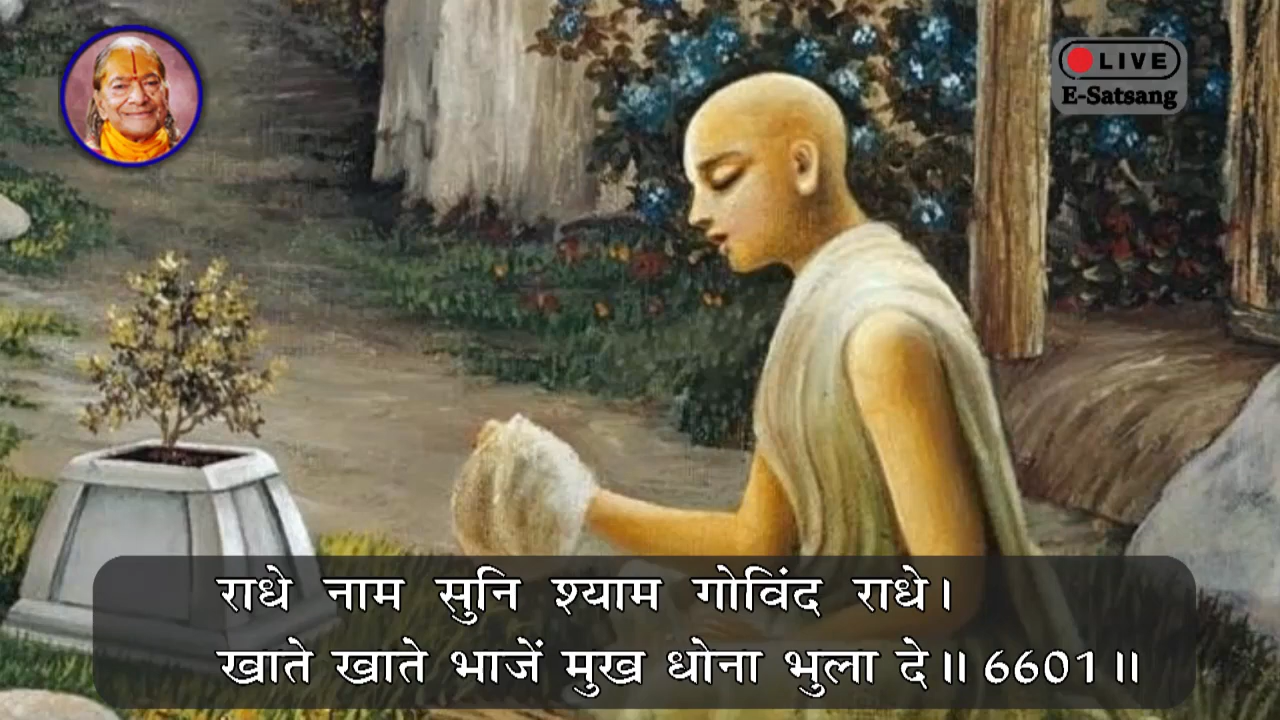 LIVE
E-Satsang
राधे नाम सुनि श्याम गोविंद राधे।
खाते खाते भाजें मुख धोना भुला दे॥ 6601॥